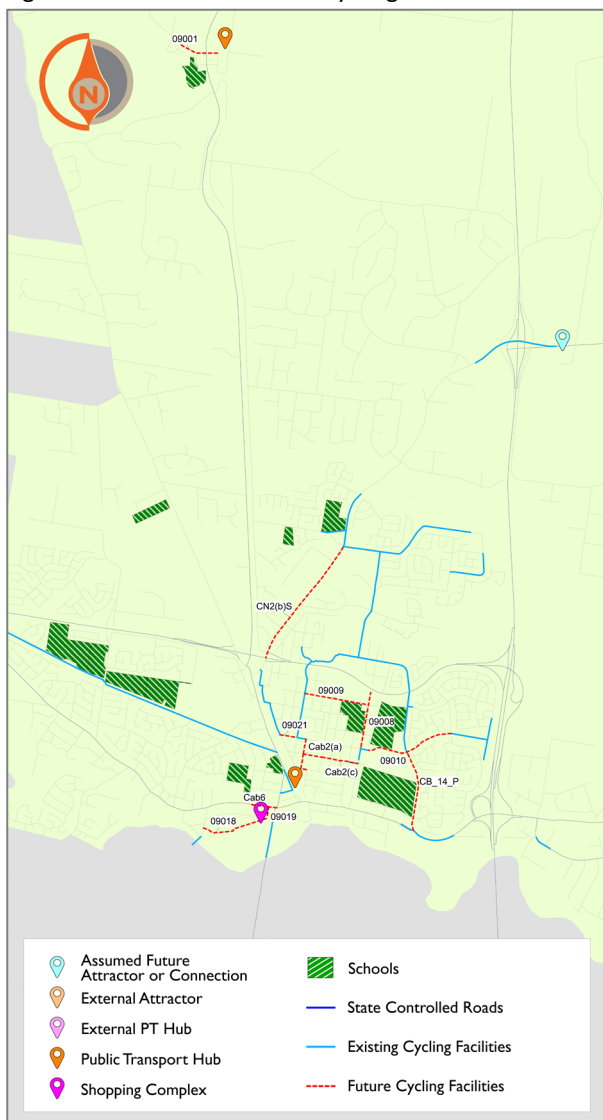 09001
N
CN2(b)S
09009
09021
09008
Cab2(a)
09010
Cab2(c)
CB_14_P
Cab6
09019
09018
Assumed Future
Attractor or Connection
External Attractor
External PT Hub
Public Transport Hub
Shopping Complex
Schools
State Controlled Roads
Existing Cycling Facilities
Future Cycling Facilities